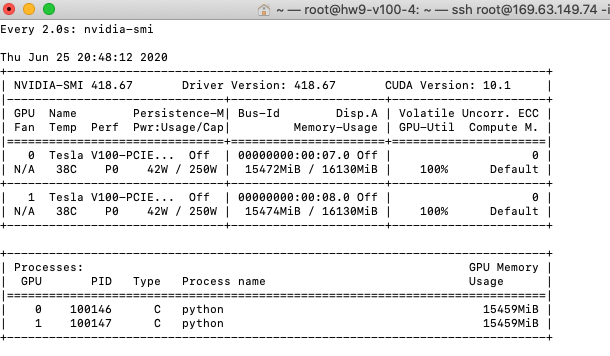 ~ — root@hw9-v100-4: ~ — ssh root@169.63.149.74 -i
Every 2.0s: nvidia-smi
Thu Jun 25 20:48:12 2020
+-----------------------------------------------------------------------------+
| NVIDIA-SMI 418.67       Driver Version: 418.67       CUDA Version: 10.1     |
|-------------------------------+----------------------+----------------------+
| GPU  Name        Persistence-M| Bus-Id        Disp.A | Volatile Uncorr. ECC |
| Fan  Temp  Perf  Pwr:Usage/Cap|         Memory-Usage | GPU-Util  Compute M. |
|===============================+======================+======================|
|   0  Tesla V100-PCIE...  Off  | 00000000:00:07.0 Off |                    0 |
| N/A   38C    P0    42W / 250W |  15472MiB / 16130MiB |    100%      Default |
+-------------------------------+----------------------+----------------------+
|   1  Tesla V100-PCIE...  Off  | 00000000:00:08.0 Off |                    0 |
| N/A   38C    P0    42W / 250W |  15474MiB / 16130MiB |    100%      Default |
+-------------------------------+----------------------+----------------------+
+-----------------------------------------------------------------------------+
| Processes:                                                       GPU Memory |
|  GPU       PID   Type   Process name                             Usage      |
|=============================================================================|
|    0    100146      C   python                                     15459MiB |
|    1    100147      C   python                                     15459MiB |
+-----------------------------------------------------------------------------+